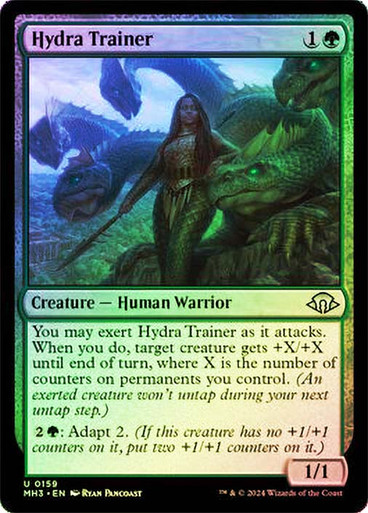 Hydra Trainer 1
Creature — Human Warrior
You may exert Hydra Trainer as it attacks.
When you do, target creature gets +X/+X
until end of turn, where X is the number of
counters on permanents you control. (An
exerted creature won't untap during your next
untap step.)
2: Adapt 2. (If this creature has no +1/+1
counters on it, put two +1/+1 counters on it.)
1/1
U 0159
MH3 • EN Ryan Pancoast ™ & © 2024 Wizards of the Coast